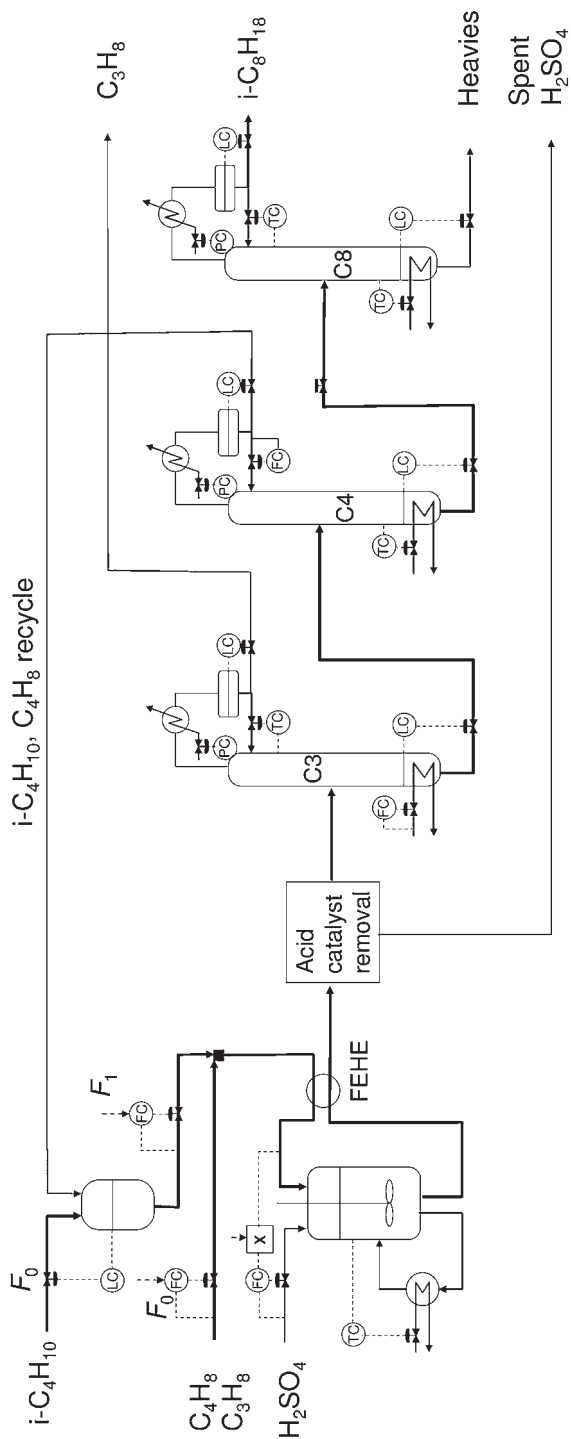 i-C₄H₁₀, C₄H₈ recycle
C₃H₈
i-C₈H₁₈
Heavies
Spent
H₂SO₄
i-C₄H₁₀
F₀
LC
F₁
FC
C₄H₈
C₃H₈
F₀
FC
H₂SO₄
FC
x
TC
FEHE
Acid
catalyst
removal
C3
PC
LC
TC
FC
LC
C4
PC
LC
FC
TC
LC
C8
PC
LC
TC
TC
LC